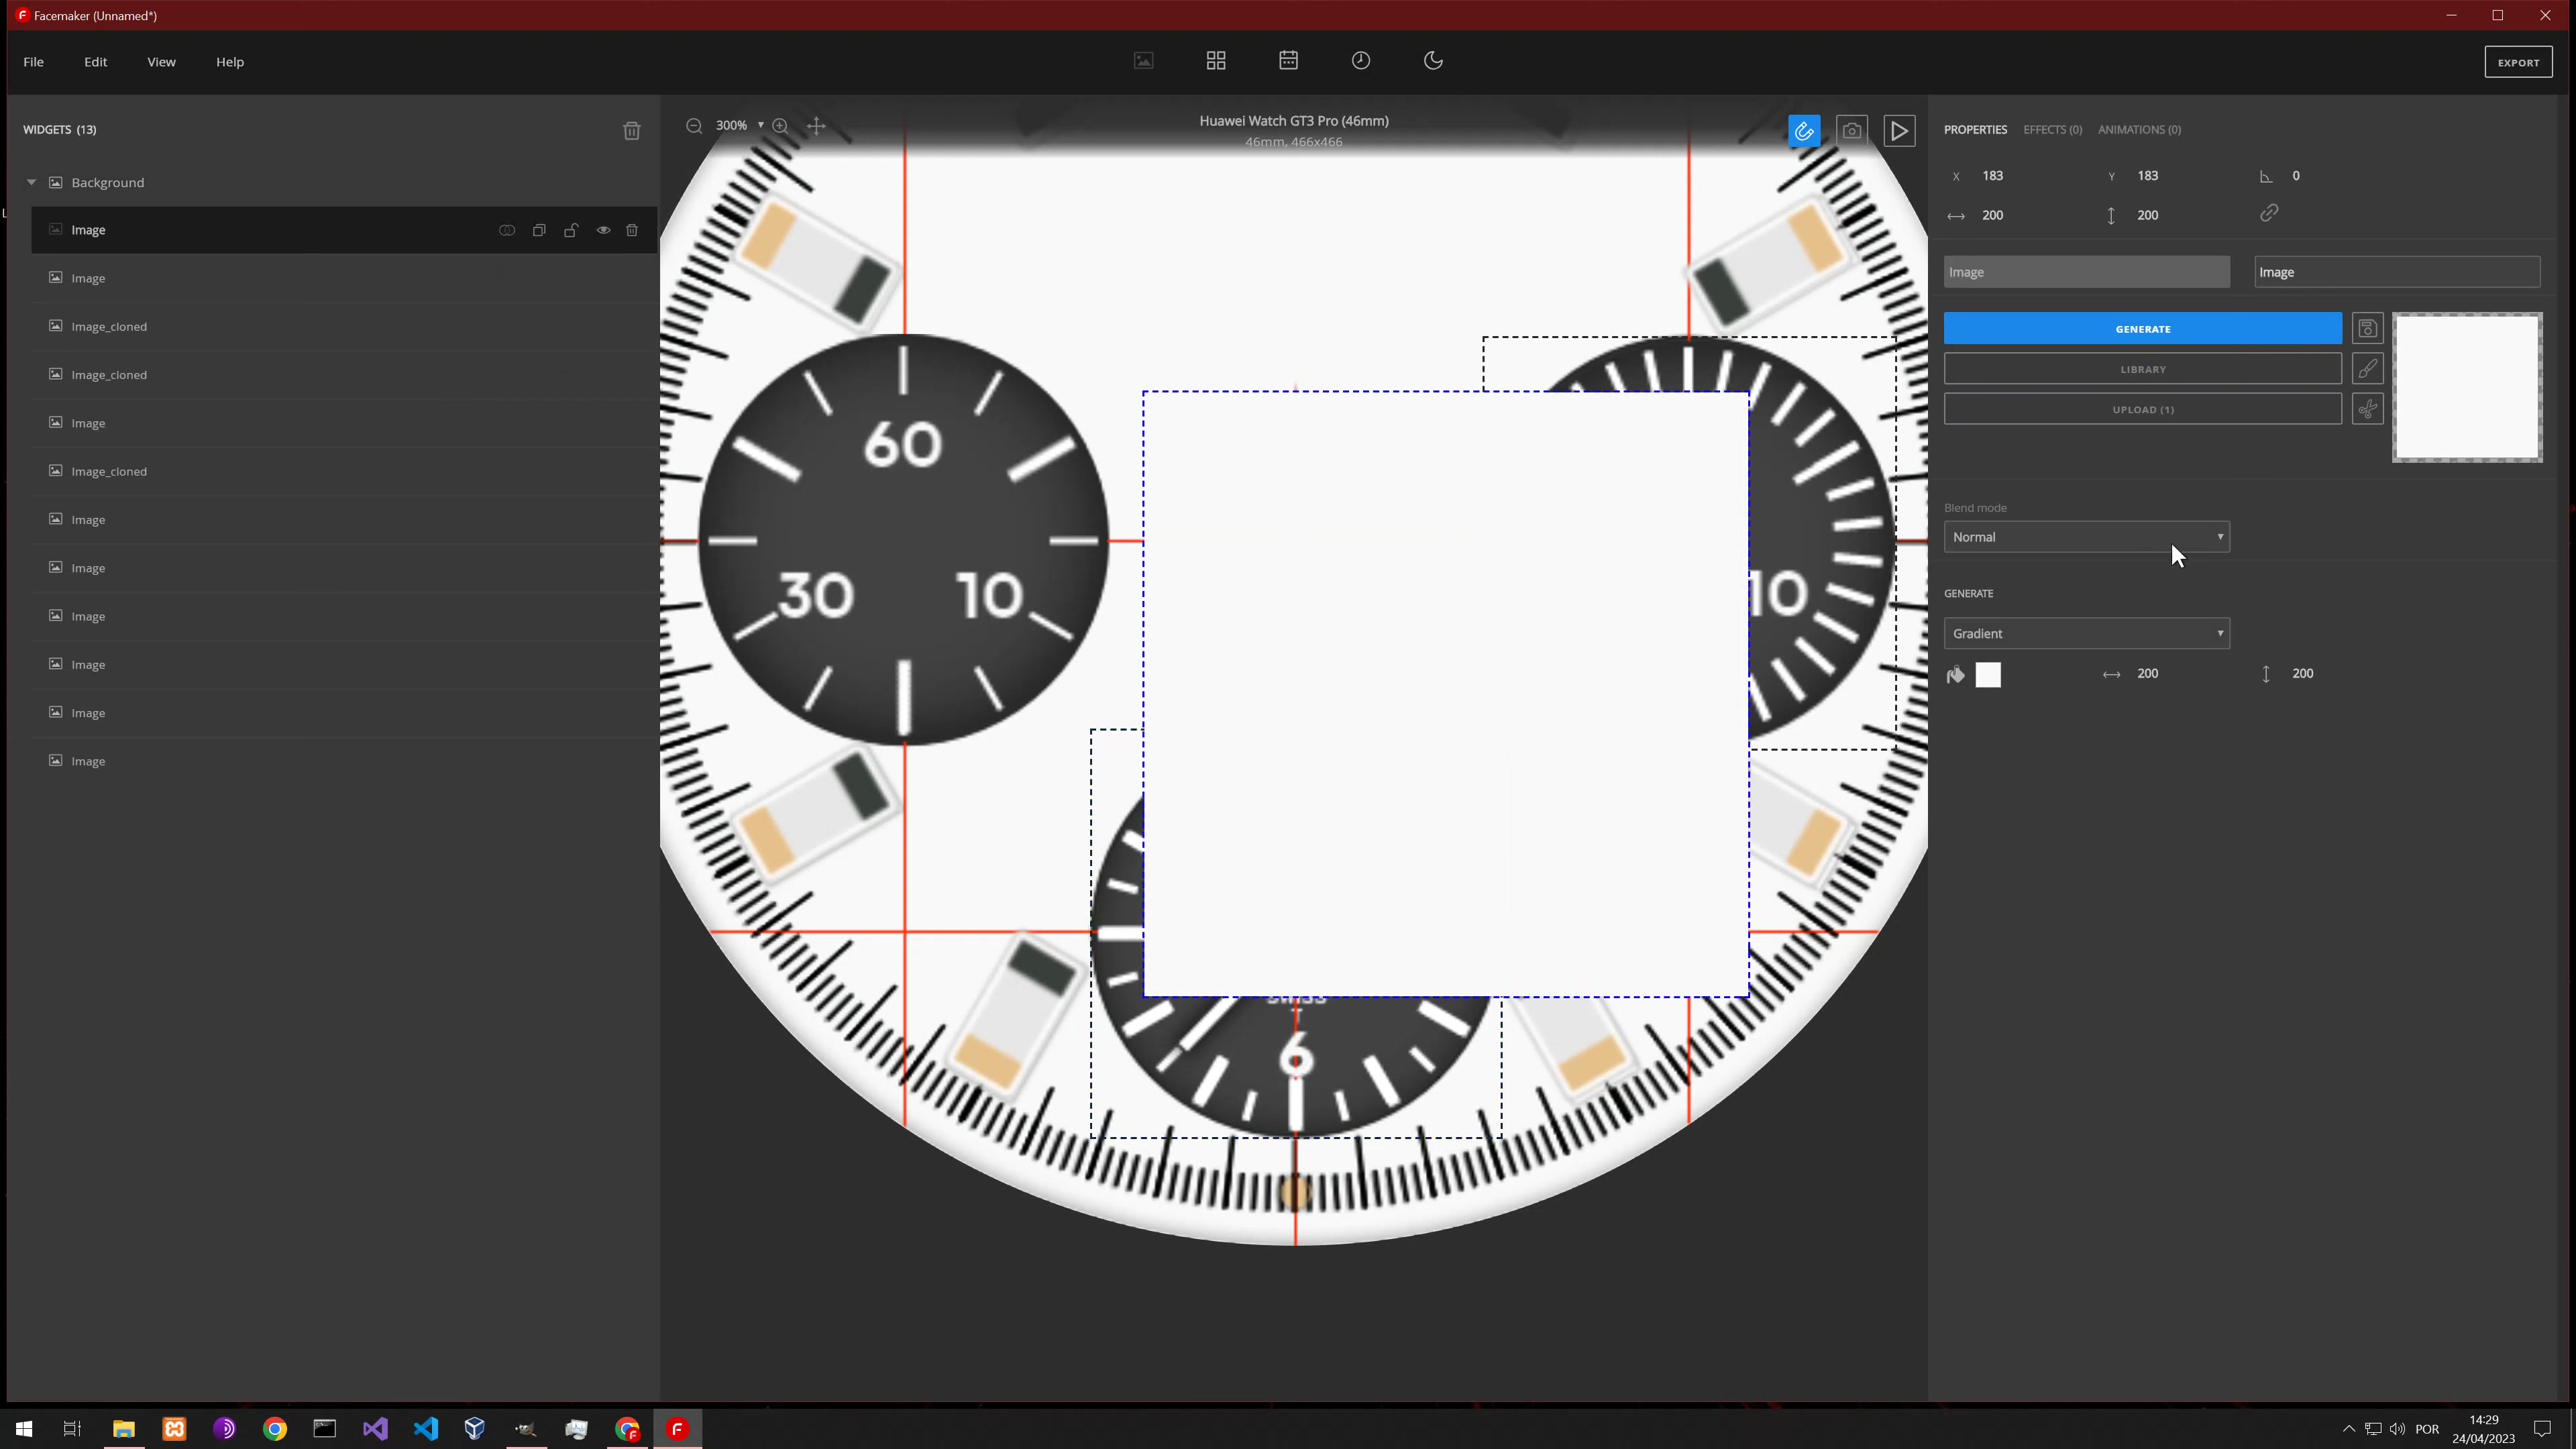 Facemaker (Unnamed*)
File Edit View Help
EXPORT
WIDGETS (13)
300%
Huawei Watch GT3 Pro (46mm)
46mm, 466x466
PROPERTIES EFFECTS (0) ANIMATIONS (0)
Background
X 183 Y 183 0
200 200
Image
Image
Image_cloned
Image_cloned
Image
Image_cloned
Image
Image
Image
Image
Image
Image
Image Image
GENERATE
LIBRARY
UPLOAD (1)
Blend mode
Normal
GENERATE
Gradient
200 200
60
30 10
10
6
POR
14:29
24/04/2023